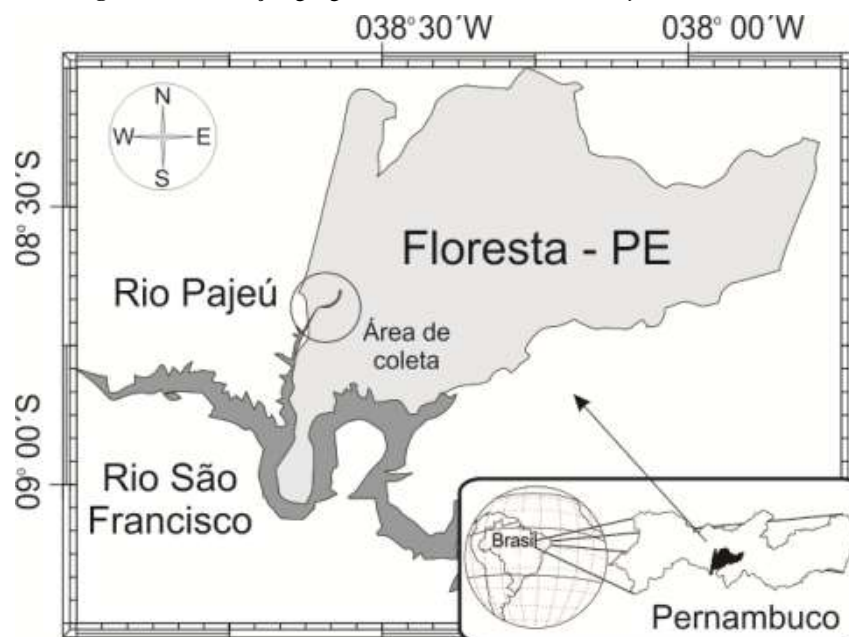 038°30´W
038°00´W
N
W E
S
08°30´S
Floresta - PE
Rio Pajeú
Área de
coleta
09°00´S
Rio São
Francisco
Brasil
Pernambuco